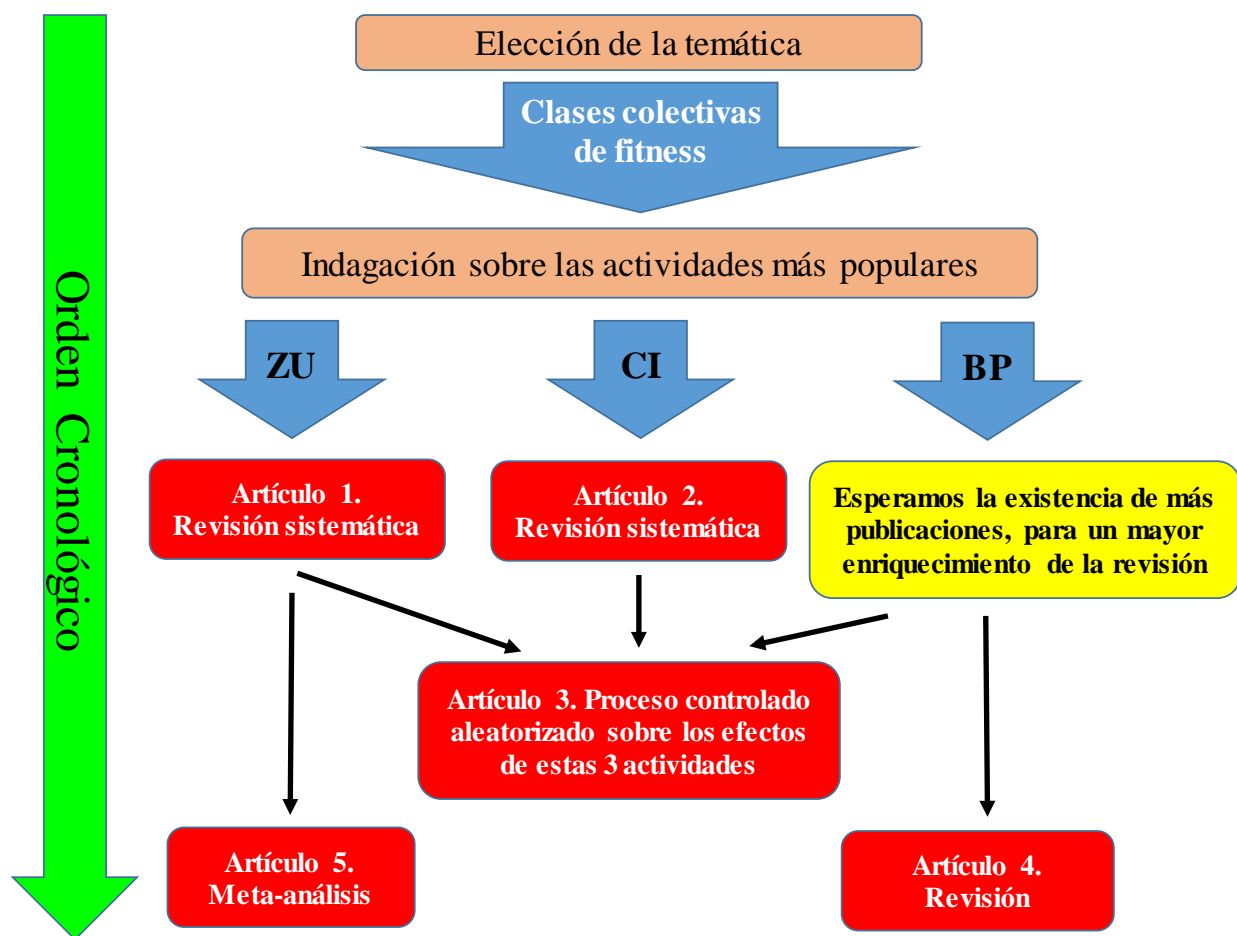 Elección de la temática
Clases colectivas
de fitness
Indagación sobre las actividades más populares
Orden Cronológico
ZU
CI
BP
Artículo 1.
Revisión sistemática
Artículo 2.
Revisión sistemática
Esperamos la existencia de más
publicaciones, para un mayor
enriquecimiento de la revisión
Artículo 3. Proceso controlado
aleatorizado sobre los efectos
de estas 3 actividades
Artículo 5.
Meta-análisis
Artículo 4.
Revisión